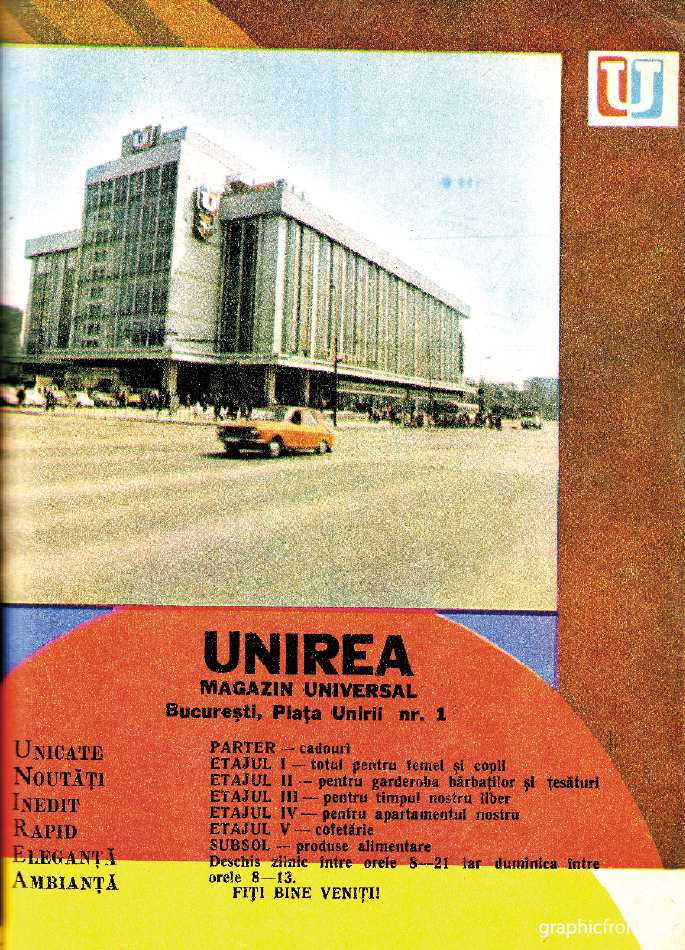 U
U
U
UNIREA
MAGAZIN UNIVERSAL
București, Piața Unirii nr. 1
UNICATE
NOUTĂȚI
INEDIT
RAPID
ELEGANȚĂ
AMBIANȚĂ
PARTER — cadouri
ETAJUL I — totul pentru femei și copii
ETAJUL II — pentru garderoba bărbaților și țesături
ETAJUL III — pentru timpul nostru liber
ETAJUL IV — pentru apartamentul nostru
ETAJUL V — cofetărie
SUBSOL — produse alimentare
Deschis zilnic între orele 8—21 iar duminica între
orele 8—13.
FIȚI BINE VENIȚI!